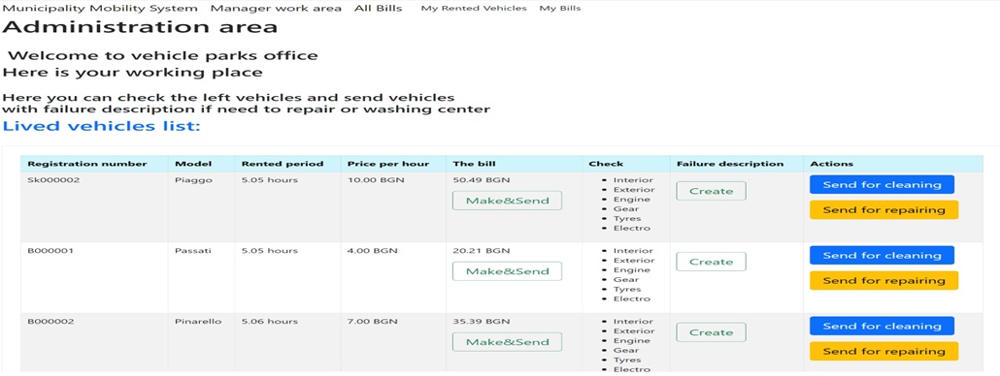 Municipality Mobility System Manager work area All Bills My Rented Vehicles My Bills
Administration area
Welcome to vehicle parks office
Here is your working place
Here you can check the left vehicles and send vehicles
with failure description if need to repair or washing center
Lived vehicles list:
Registration number Model Rented period Price per hour The bill Check Failure description Actions
Sk000002 Piaggo 5.05 hours 10.00 BGN 50.49 BGN
Make&Send
Interior
Exterior
Engine
Gear
Tyres
Electro
Create
Send for cleaning
Send for repairing
B000001 Passati 5.05 hours 4.00 BGN 20.21 BGN
Make&Send
Interior
Exterior
Engine
Gear
Tyres
Electro
Create
Send for cleaning
Send for repairing
B000002 Pinarello 5.06 hours 7.00 BGN 35.39 BGN
Make&Send
Interior
Exterior
Engine
Gear
Tyres
Electro
Create
Send for cleaning
Send for repairing